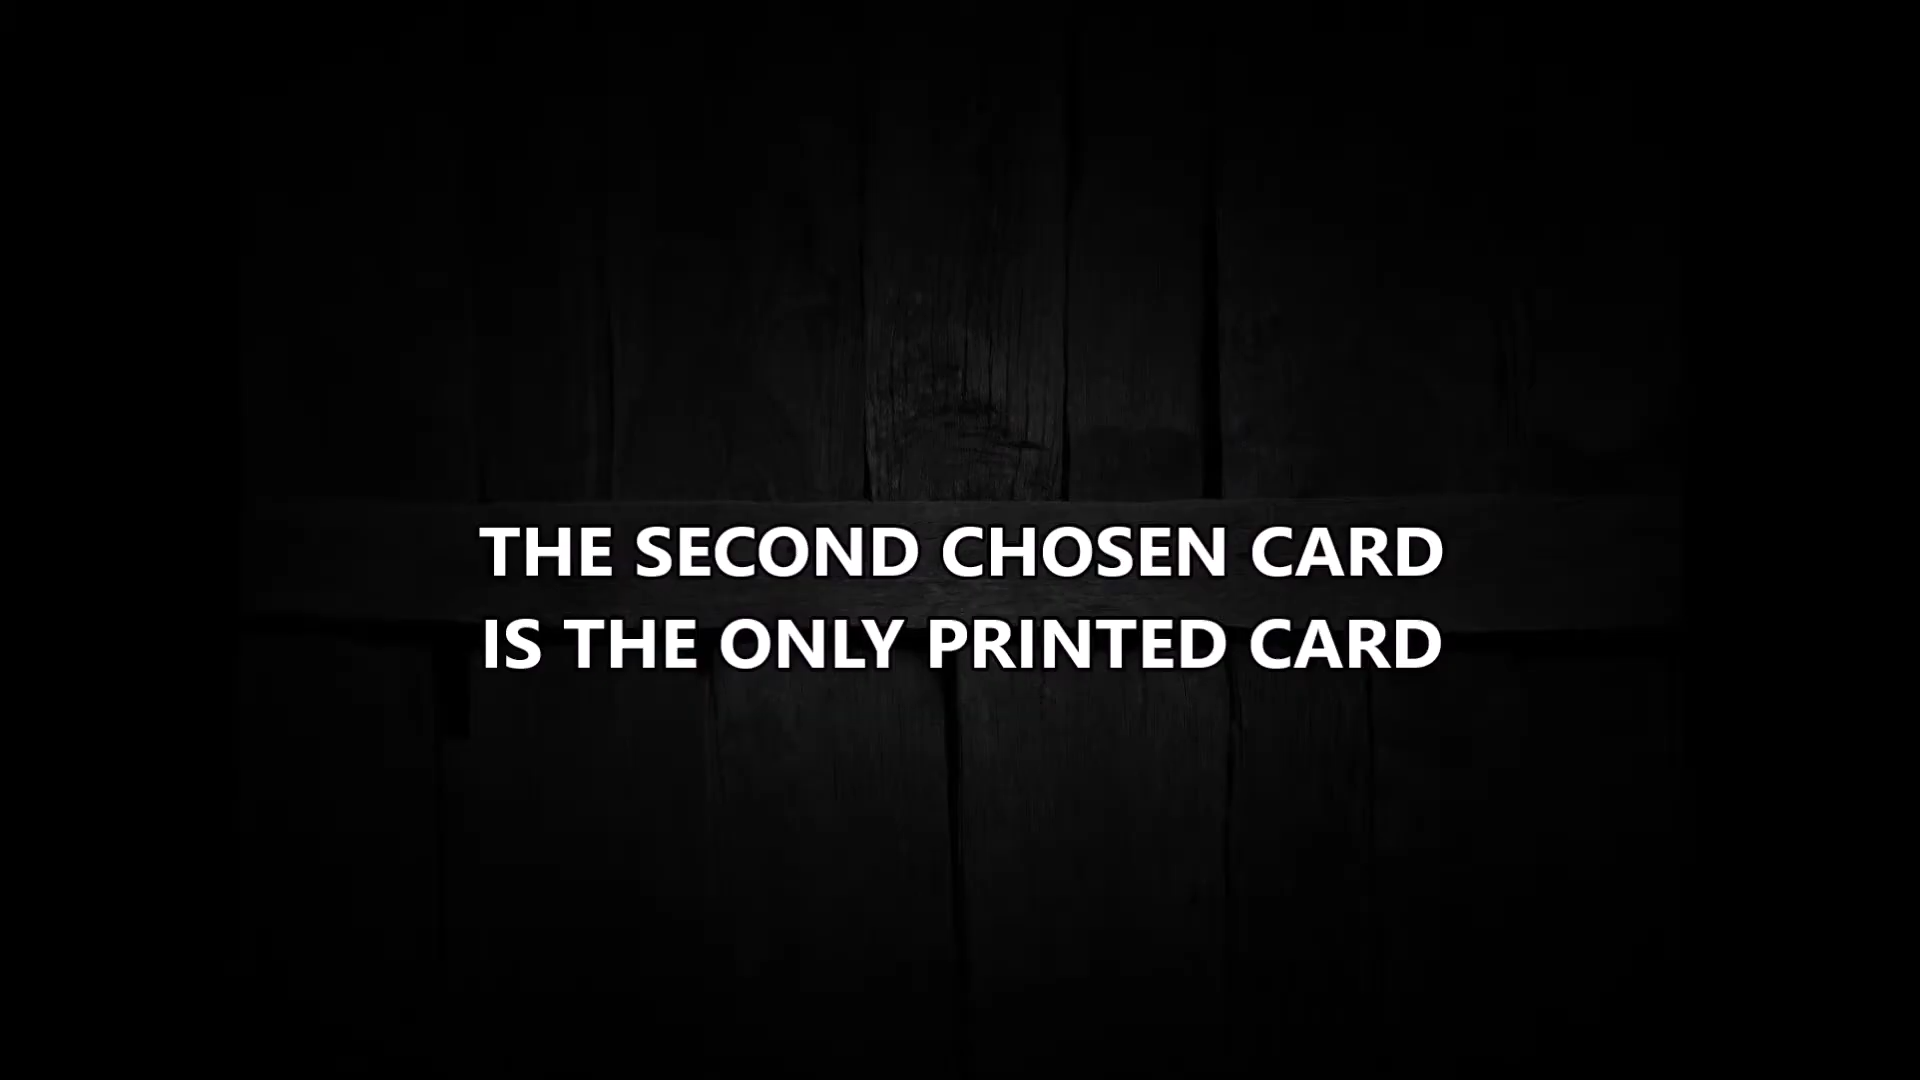 THE SECOND CHOSEN CARD
IS THE ONLY PRINTED CARD